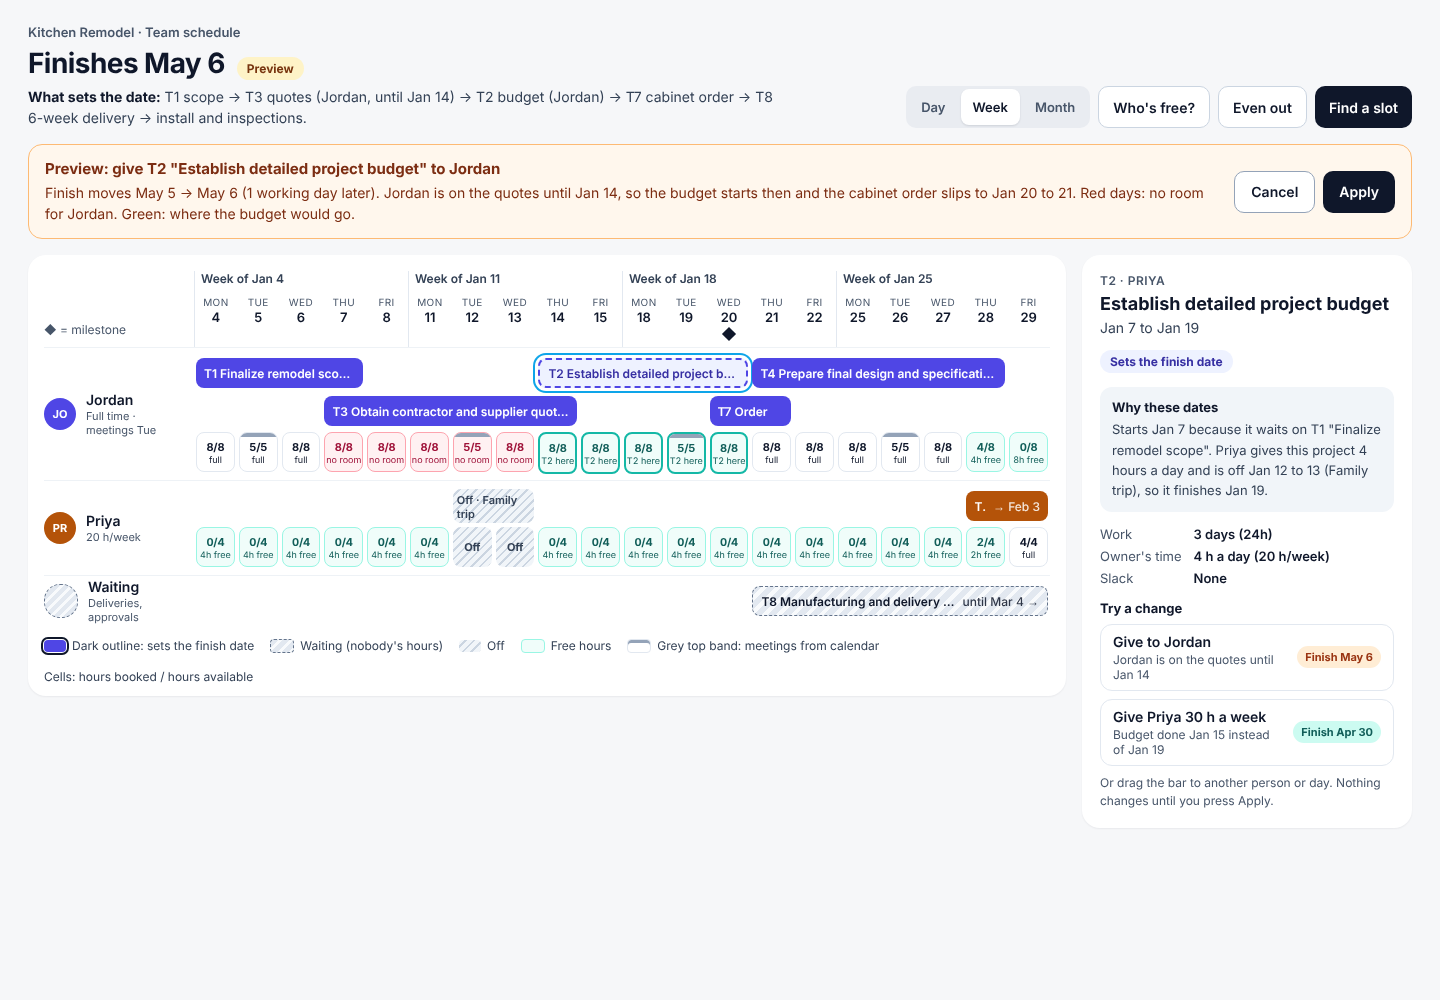 Kitchen Remodel · Team schedule
Finishes May 6
Preview
What sets the date: T1 scope → T3 quotes (Jordan, until Jan 14) → T2 budget (Jordan) → T7 cabinet order → T8
6-week delivery → install and inspections.
Day
Week
Month
Who's free?
Even out
Find a slot
Preview: give T2 "Establish detailed project budget" to Jordan
Finish moves May 5 → May 6 (1 working day later). Jordan is on the quotes until Jan 14, so the budget starts then and the cabinet order slips to Jan 20 to 21. Red days: no room
for Jordan. Green: where the budget would go.
Cancel
Apply
Week of Jan 4
Week of Jan 11
Week of Jan 18
Week of Jan 25
MON TUE WED THU FRI MON TUE WED THU FRI MON TUE WED THU FRI MON TUE WED THU FRI
4 5 6 7 8 11 12 13 14 15 18 19 20 21 22 25 26 27 28 29
◆ = milestone
T1 Finalize remodel sco...
T2 Establish detailed project b...
T4 Prepare final design and specificati...
JO
Jordan
Full time ·
meetings Tue
T3 Obtain contractor and supplier quot...
T7 Order
8/8 5/5 8/8 8/8 8/8 8/8 5/5 8/8 8/8 8/8 8/8 5/5 8/8 8/8 8/8 8/8 5/5 8/8 4/8 0/8
full full full no room no room no room no room no room T2 here T2 here T2 here T2 here T2 here full full full full full 4h free 8h free
PR
Priya
20 h/week
Off · Family
trip
T. → Feb 3
0/4 0/4 0/4 0/4 0/4 0/4 Off Off 0/4 0/4 0/4 0/4 0/4 0/4 0/4 0/4 0/4 0/4 2/4 4/4
4h free 4h free 4h free 4h free 4h free 4h free 4h free 4h free 4h free 4h free 4h free 4h free 4h free 4h free 4h free 4h free 2h free full
Waiting
Deliveries,
approvals
T8 Manufacturing and delivery ... until Mar 4 →
Dark outline: sets the finish date
Waiting (nobody's hours)
Off
Free hours
Grey top band: meetings from calendar
Cells: hours booked / hours available
T2 · PRIYA
Establish detailed project budget
Jan 7 to Jan 19
Sets the finish date
Why these dates
Starts Jan 7 because it waits on T1 "Finalize
remodel scope". Priya gives this project 4
hours a day and is off Jan 12 to 13 (Family
trip), so it finishes Jan 19.
Work 3 days (24h)
Owner's time 4 h a day (20 h/week)
Slack None
Try a change
Give to Jordan
Jordan is on the quotes until
Jan 14
Finish May 6
Give Priya 30 h a week
Budget done Jan 15 instead
of Jan 19
Finish Apr 30
Or drag the bar to another person or day. Nothing
changes until you press Apply.